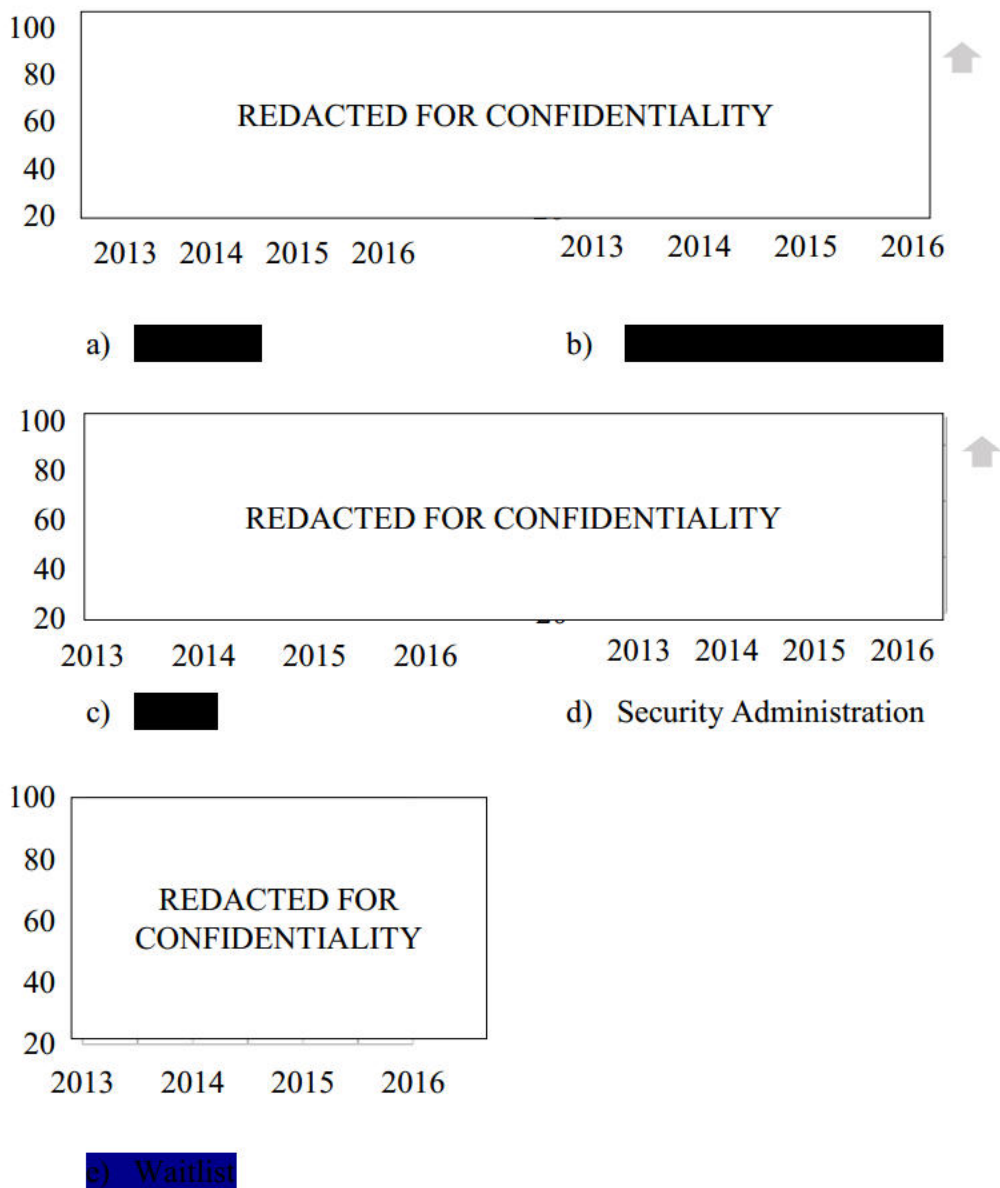 100
80
60
40
20
REDACTED FOR CONFIDENTIALITY
2013 2014 2015 2016
2013 2014 2015 2016
a)
b)
100
80
60
40
20
REDACTED FOR CONFIDENTIALITY
2013 2014 2015 2016
2013 2014 2015 2016
c)
d) Security Administration
100
80
60
40
20
REDACTED FOR
CONFIDENTIALITY
2013 2014 2015 2016
e) Waitlist